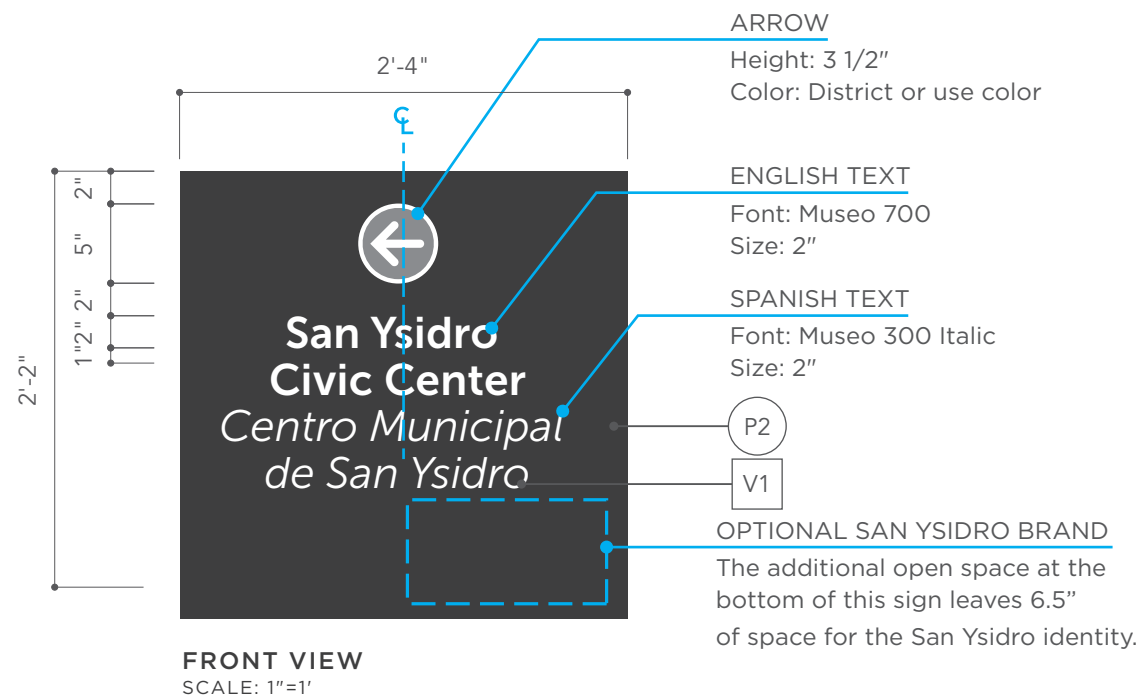 ARROW
Height: 3 1/2"
Color: District or use color
2'-4"
℄
ENGLISH TEXT
Font: Museo 700
Size: 2"
SPANISH TEXT
Font: Museo 300 Italic
Size: 2"
2'-2"
2"
5"
2"
2"
1"
San Ysidro
Civic Center
Centro Municipal
de San Ysidro
P2
V1
OPTIONAL SAN YSIDRO BRAND
The additional open space at the
bottom of this sign leaves 6.5”
of space for the San Ysidro identity.
FRONT VIEW
SCALE: 1"=1'